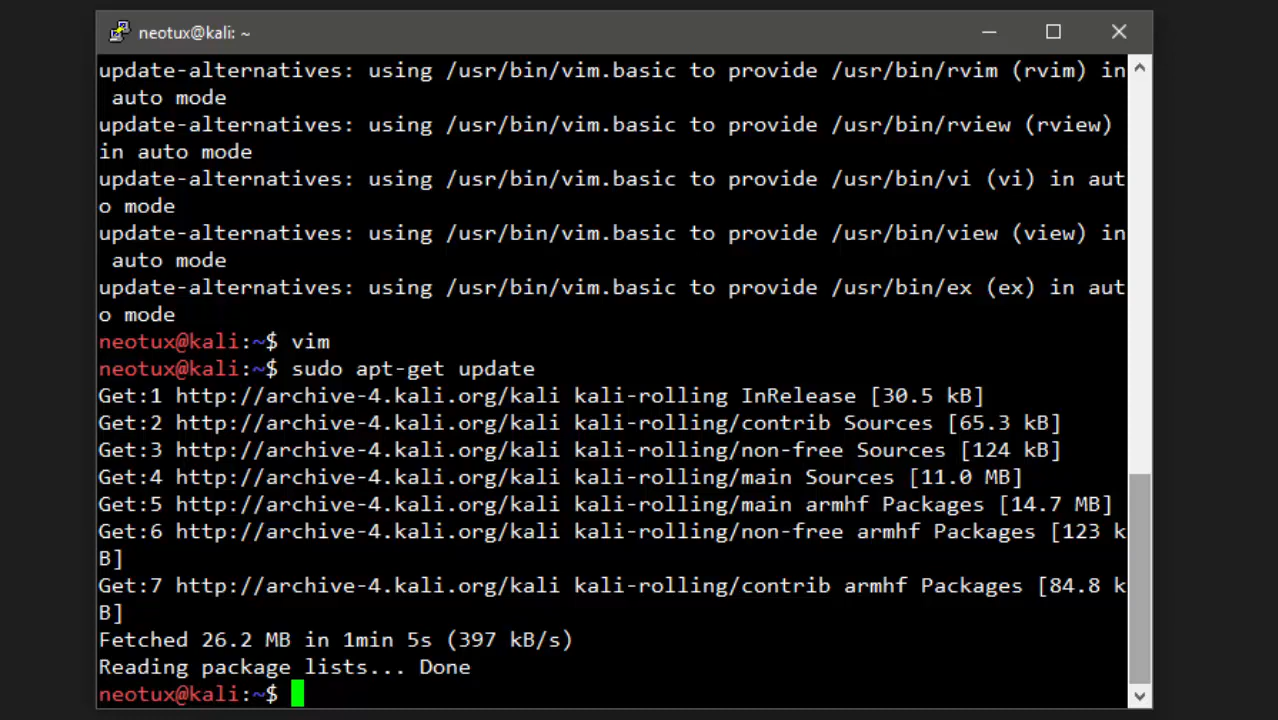 neotux@kali: ~
update-alternatives: using /usr/bin/vim.basic to provide /usr/bin/rvim (rvim) in
 auto mode
update-alternatives: using /usr/bin/vim.basic to provide /usr/bin/rview (rview)
in auto mode
update-alternatives: using /usr/bin/vim.basic to provide /usr/bin/vi (vi) in aut
o mode
update-alternatives: using /usr/bin/vim.basic to provide /usr/bin/view (view) in
 auto mode
update-alternatives: using /usr/bin/vim.basic to provide /usr/bin/ex (ex) in aut
o mode
neotux@kali:~$ vim
neotux@kali:~$ sudo apt-get update
Get:1 http://archive-4.kali.org/kali kali-rolling InRelease [30.5 kB]
Get:2 http://archive-4.kali.org/kali kali-rolling/contrib Sources [65.3 kB]
Get:3 http://archive-4.kali.org/kali kali-rolling/non-free Sources [124 kB]
Get:4 http://archive-4.kali.org/kali kali-rolling/main Sources [11.0 MB]
Get:5 http://archive-4.kali.org/kali kali-rolling/main armhf Packages [14.7 MB]
Get:6 http://archive-4.kali.org/kali kali-rolling/non-free armhf Packages [123 k
B]
Get:7 http://archive-4.kali.org/kali kali-rolling/contrib armhf Packages [84.8 k
B]
Fetched 26.2 MB in 1min 5s (397 kB/s)
Reading package lists... Done
neotux@kali:~$